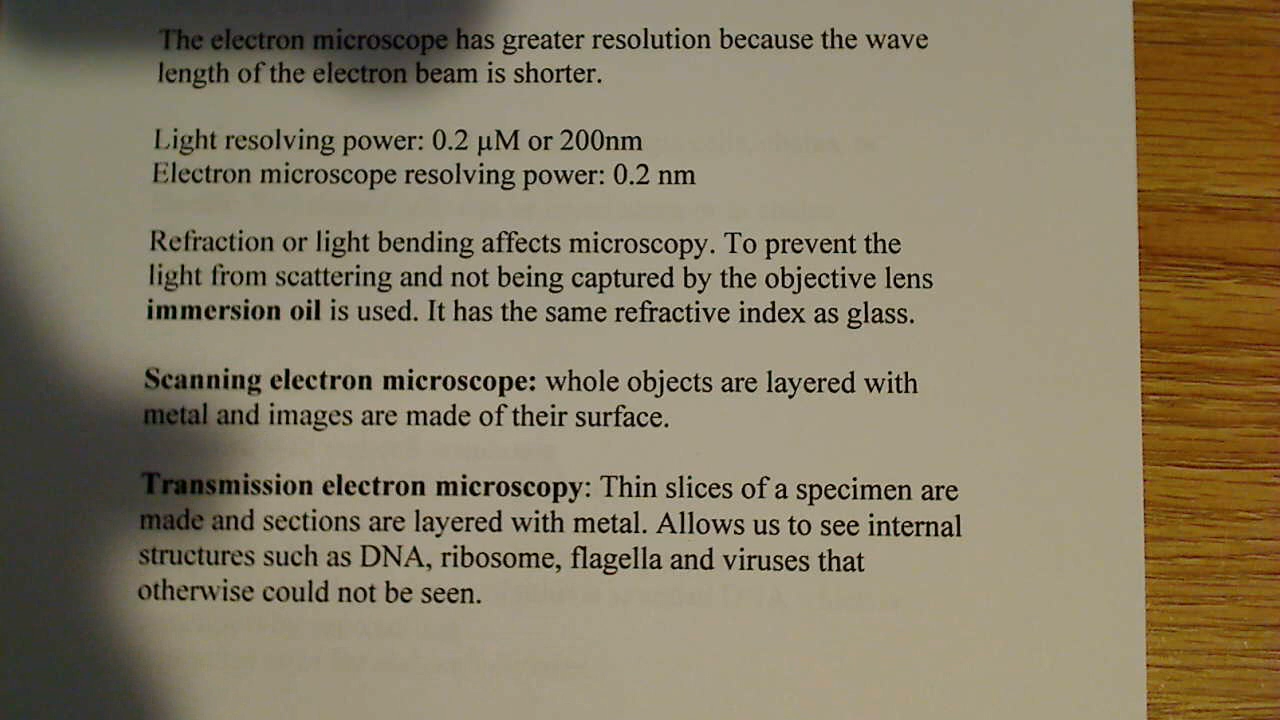 The electron microscope has greater resolution because the wave
length of the electron beam is shorter.
Light resolving power: 0.2 µM or 200nm
Electron microscope resolving power: 0.2 nm
Refraction or light bending affects microscopy. To prevent the
light from scattering and not being captured by the objective lens
immersion oil is used. It has the same refractive index as glass.
Scanning electron microscope: whole objects are layered with
metal and images are made of their surface.
Transmission electron microscopy: Thin slices of a specimen are
made and sections are layered with metal. Allows us to see internal
structures such as DNA, ribosome, flagella and viruses that
otherwise could not be seen.